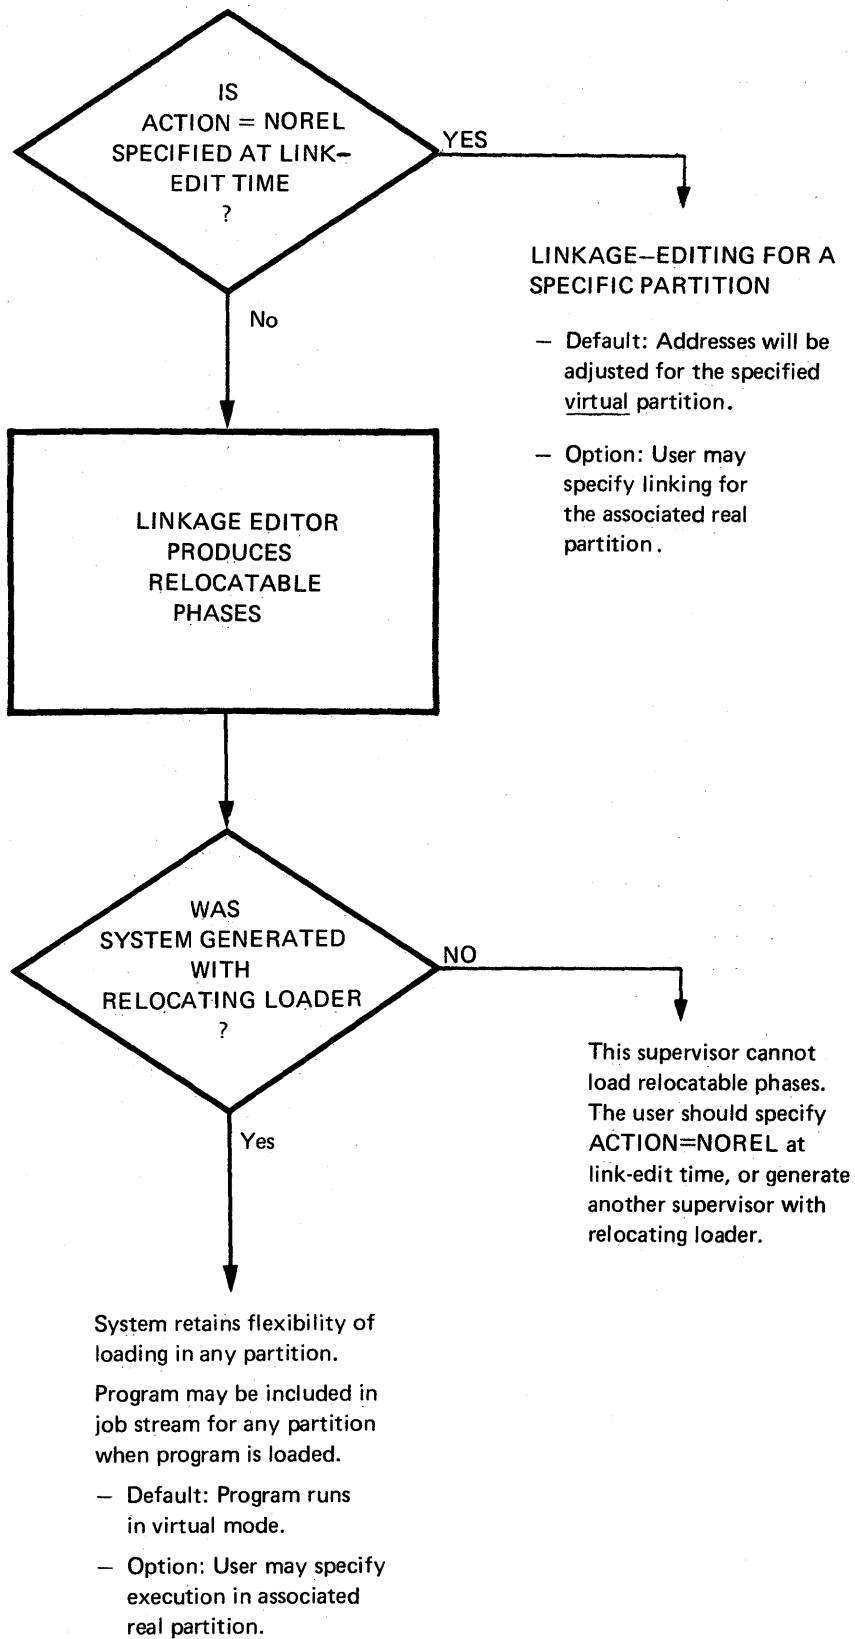 IS
ACTION = NOREL
SPECIFIED AT LINK–
EDIT TIME
?
YES
LINKAGE–EDITING FOR A
SPECIFIC PARTITION
– Default: Addresses will be
adjusted for the specified
virtual partition.
– Option: User may
specify linking for
the associated real
partition.
No
LINKAGE EDITOR
PRODUCES
RELOCATABLE
PHASES
WAS
SYSTEM GENERATED
WITH
RELOCATING LOADER
?
NO
This supervisor cannot
load relocatable phases.
The user should specify
ACTION=NOREL at
link-edit time, or generate
another supervisor with
relocating loader.
Yes
System retains flexibility of
loading in any partition.
Program may be included in
job stream for any partition
when program is loaded.
– Default: Program runs
in virtual mode.
– Option: User may specify
execution in associated
real partition.